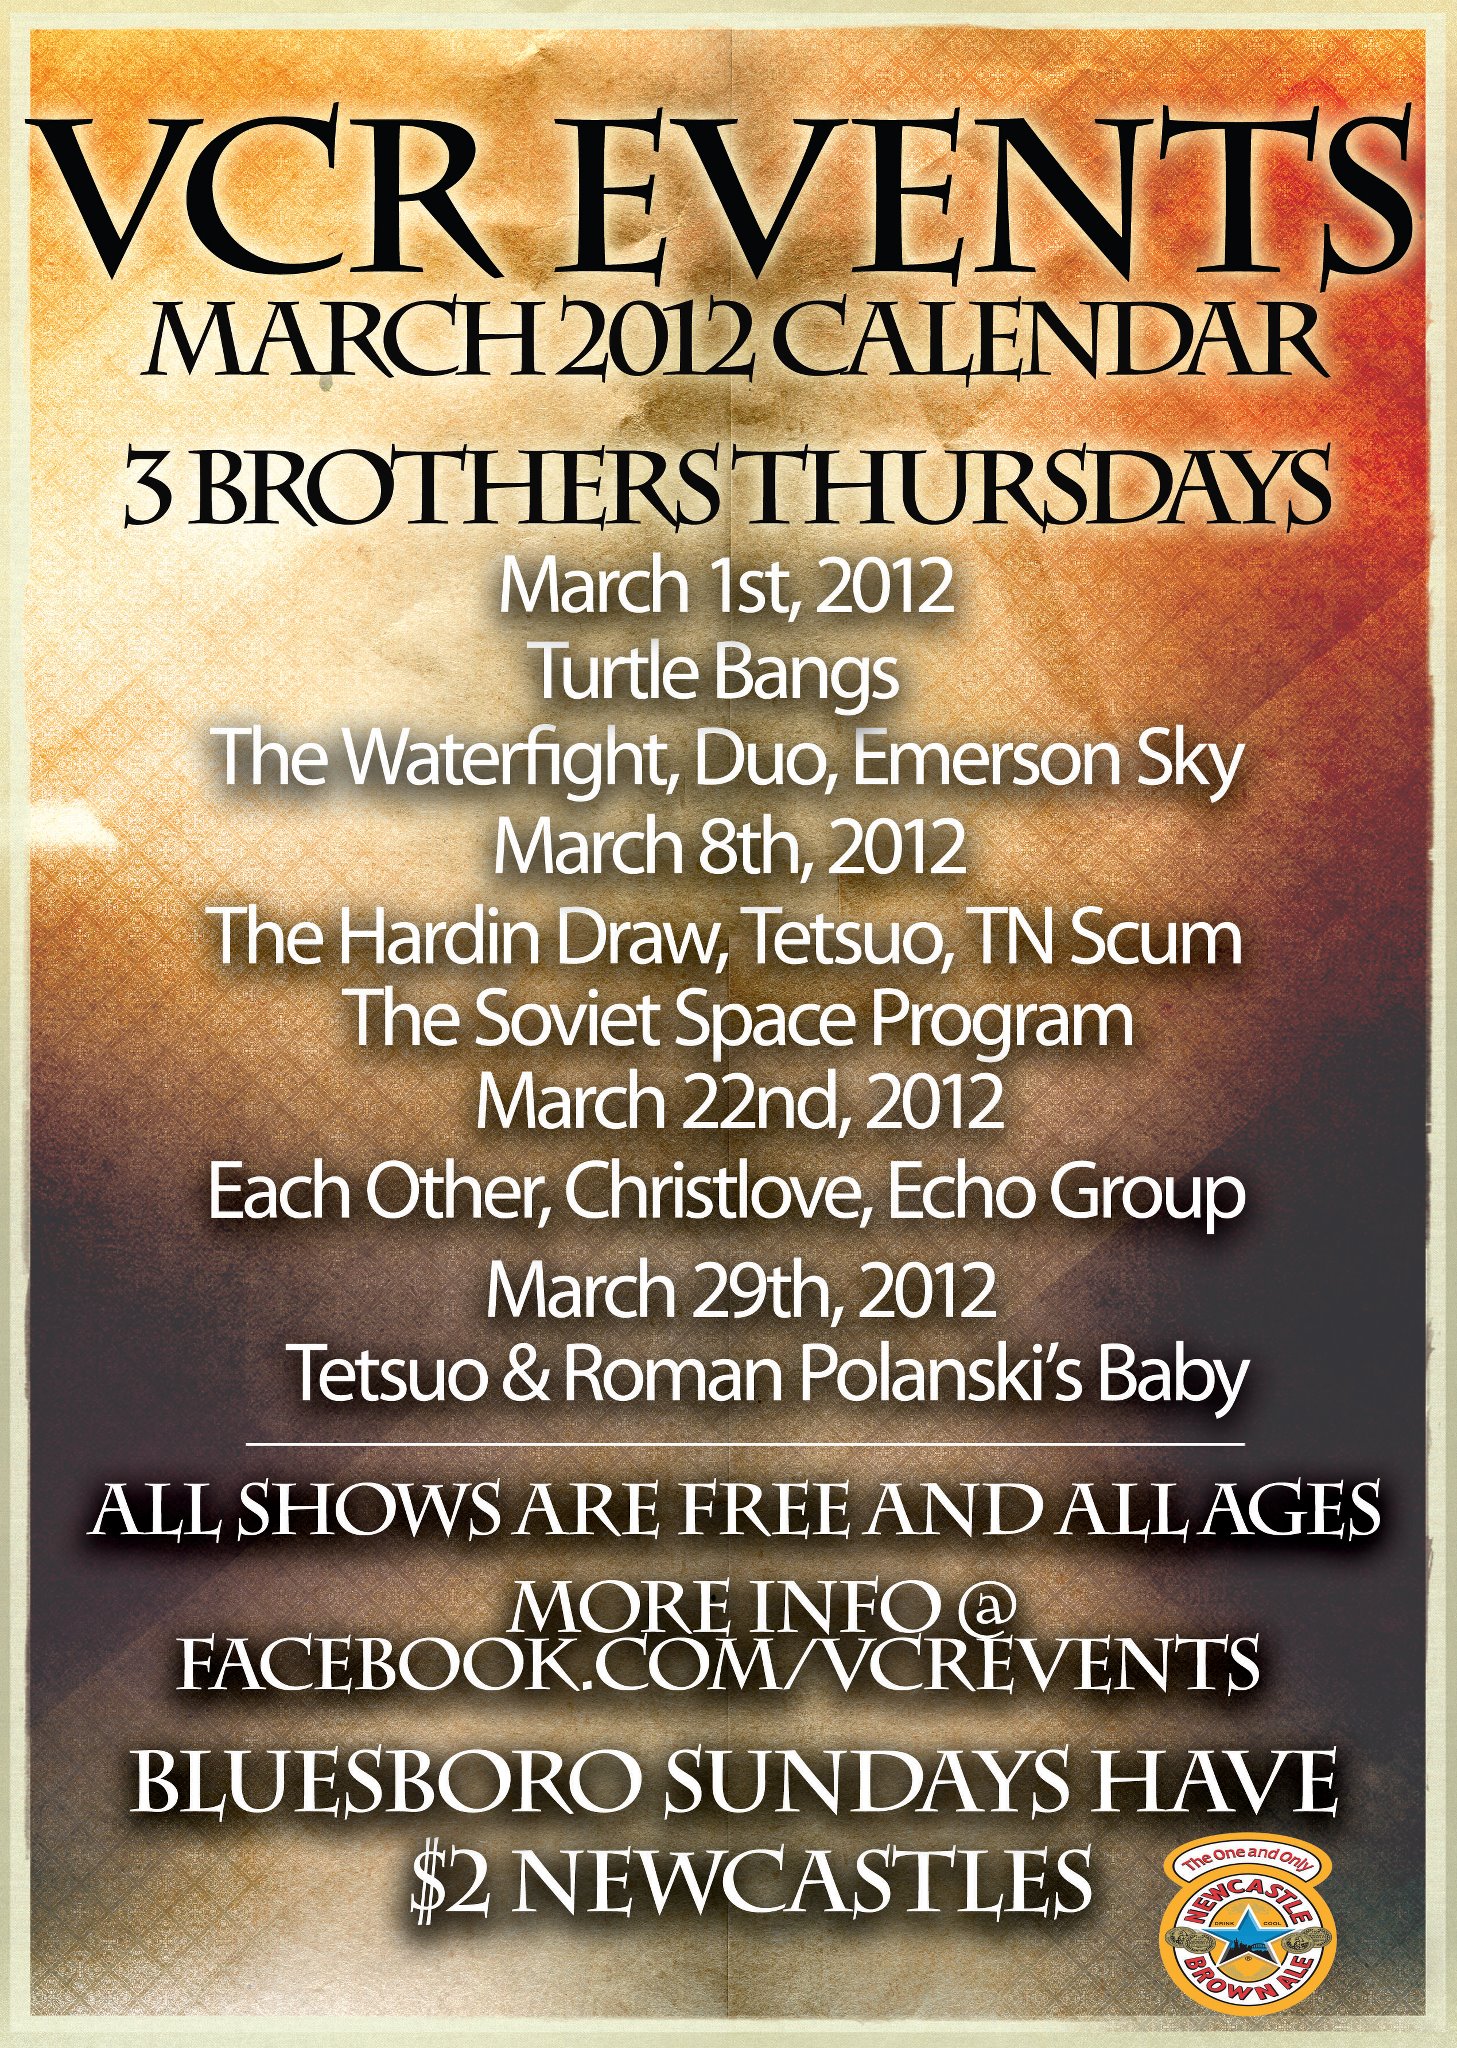 VCR EVENTS
MARCH 2012 CALENDAR
3 BROTHERS THURSDAYS
March 1st, 2012
Turtle Bangs
The Waterfight, Duo, Emerson Sky
March 8th, 2012
The Hardin Draw, Tetsuo, TN Scum
The Soviet Space Program
March 22nd, 2012
Each Other, Christlove, Echo Group
March 29th, 2012
Tetsuo & Roman Polanski’s Baby
ALL SHOWS ARE FREE AND ALL AGES
MORE INFO @
FACEBOOK.COM/VCREVENTS
BLUESBORO SUNDAYS HAVE
$2 NEWCASTLES
The One and Only
NEWCASTLE
DRINK COOL
BROWN ALE